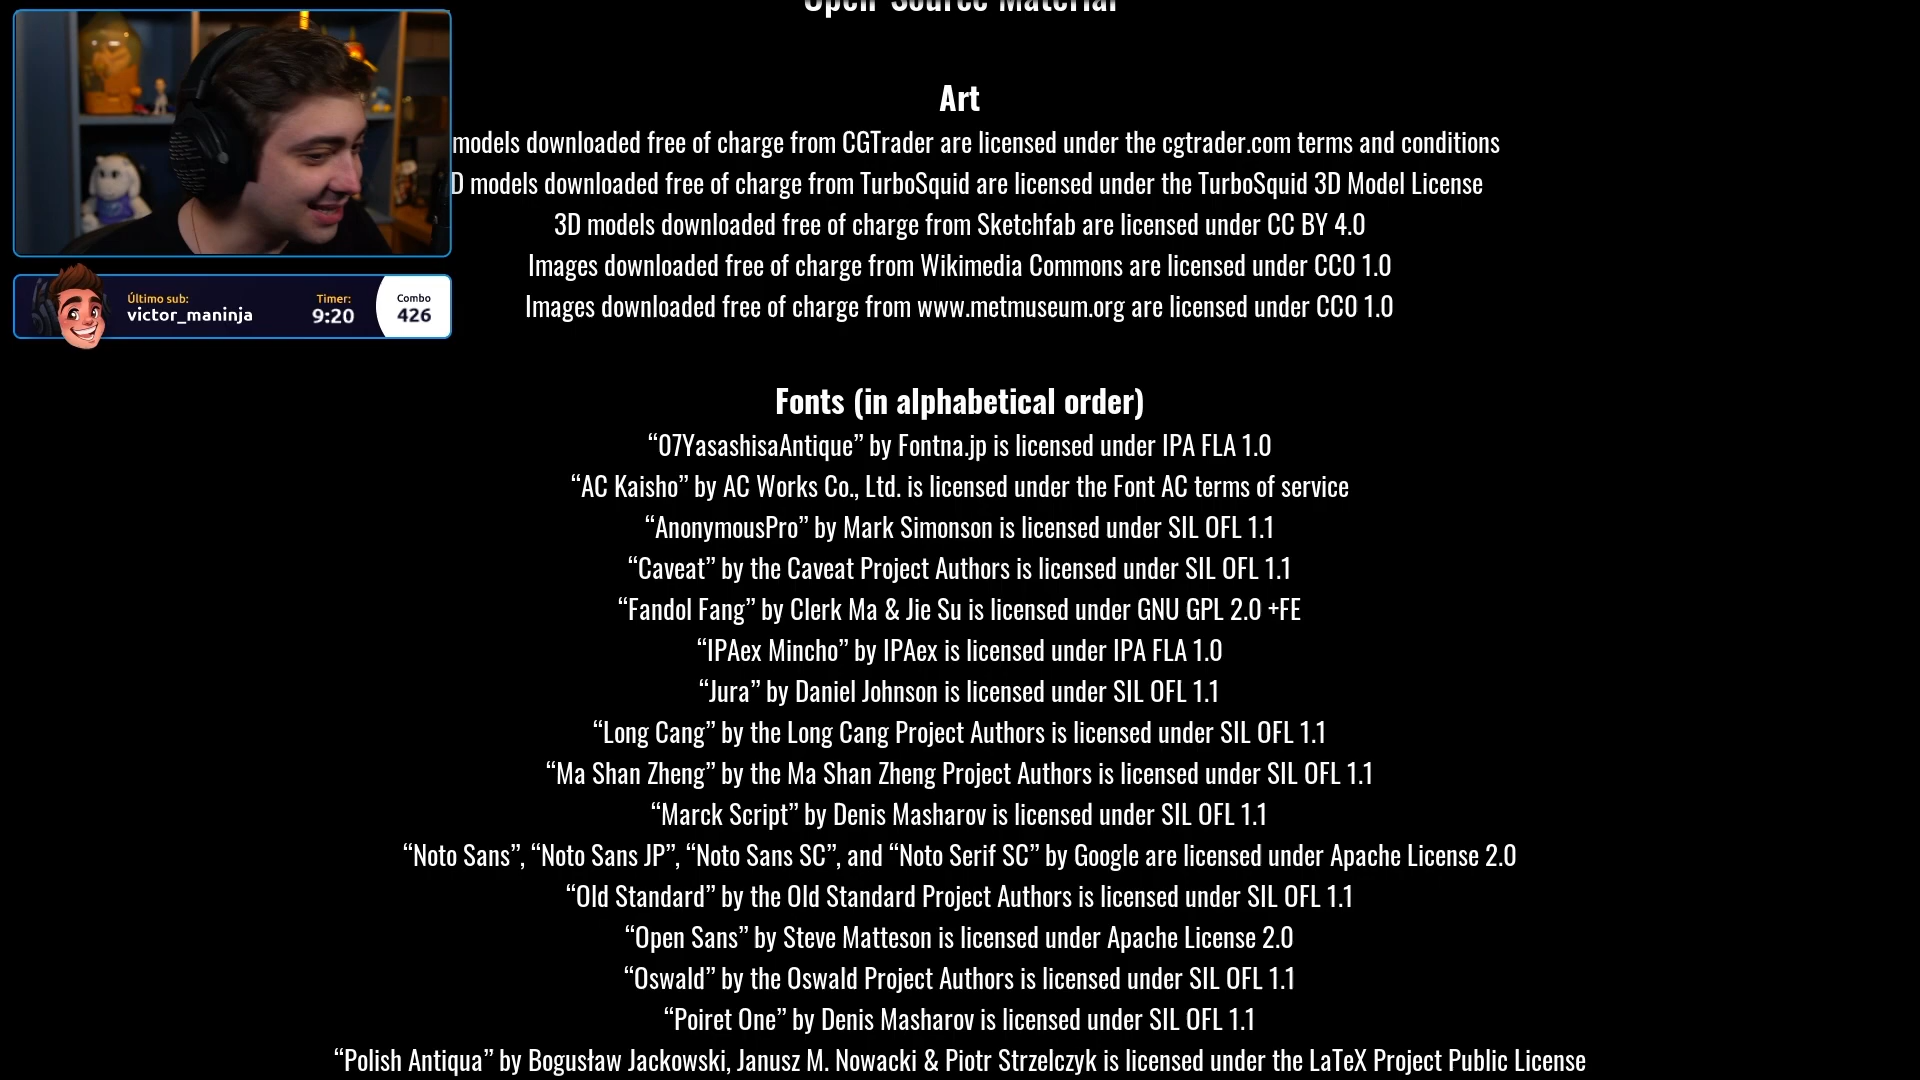 Open-Source Material
Art
models downloaded free of charge from CGTrader are licensed under the cgtrader.com terms and conditions
D models downloaded free of charge from TurboSquid are licensed under the TurboSquid 3D Model License
3D models downloaded free of charge from Sketchfab are licensed under CC BY 4.0
Images downloaded free of charge from Wikimedia Commons are licensed under CC0 1.0
Images downloaded free of charge from www.metmuseum.org are licensed under CC0 1.0
Último sub:
victor_maninja
Timer:
9:20
Combo
426
Fonts (in alphabetical order)
“07YasashisaAntique” by Fontna.jp is licensed under IPA FLA 1.0
“AC Kaisho” by AC Works Co., Ltd. is licensed under the Font AC terms of service
“AnonymousPro” by Mark Simonson is licensed under SIL OFL 1.1
“Caveat” by the Caveat Project Authors is licensed under SIL OFL 1.1
“Fandol Fang” by Clerk Ma & Jie Su is licensed under GNU GPL 2.0 +FE
“IPAex Mincho” by IPAex is licensed under IPA FLA 1.0
“Jura” by Daniel Johnson is licensed under SIL OFL 1.1
“Long Cang” by the Long Cang Project Authors is licensed under SIL OFL 1.1
“Ma Shan Zheng” by the Ma Shan Zheng Project Authors is licensed under SIL OFL 1.1
“Marck Script” by Denis Masharov is licensed under SIL OFL 1.1
“Noto Sans”, “Noto Sans JP”, “Noto Sans SC”, and “Noto Serif SC” by Google are licensed under Apache License 2.0
“Old Standard” by the Old Standard Project Authors is licensed under SIL OFL 1.1
“Open Sans” by Steve Matteson is licensed under Apache License 2.0
“Oswald” by the Oswald Project Authors is licensed under SIL OFL 1.1
“Poiret One” by Denis Masharov is licensed under SIL OFL 1.1
“Polish Antiqua” by Bogusław Jackowski, Janusz M. Nowacki & Piotr Strzelczyk is licensed under the LaTeX Project Public License